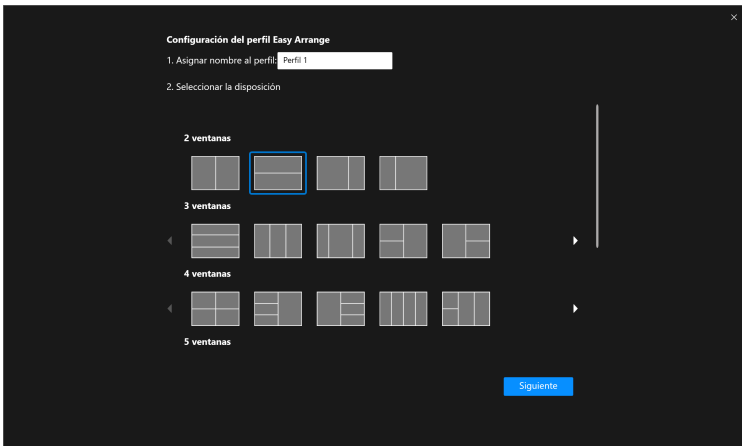 Configuración del perfil Easy Arrange
1. Asignar nombre al perfil: Perfil 1
2. Seleccionar la disposición
2 ventanas
3 ventanas
4 ventanas
5 ventanas
Siguiente